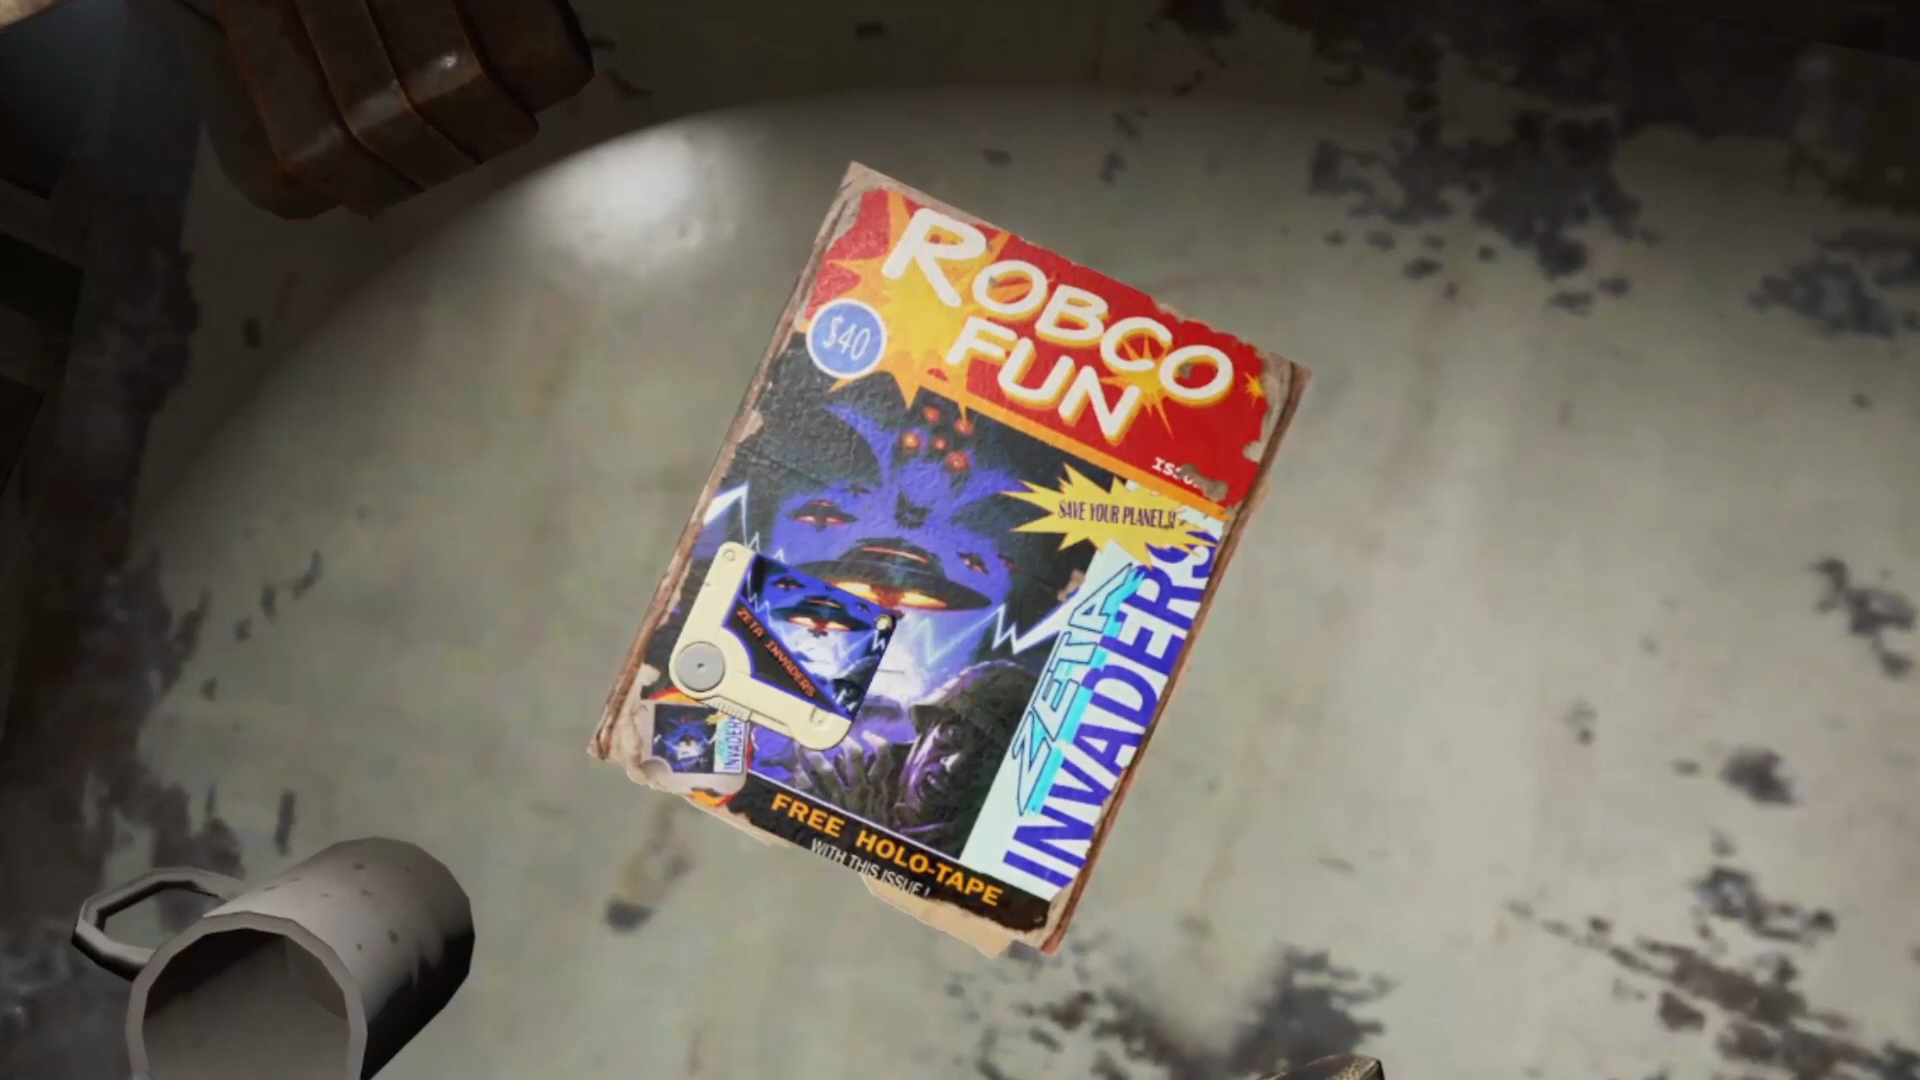 ROBCO
FUN
$40
SAVE YOUR PLANET!!
ZETA
INVADERS
ZETA INVADERS
INVADERS
FREE HOLO-TAPE
WITH THIS ISSUE!